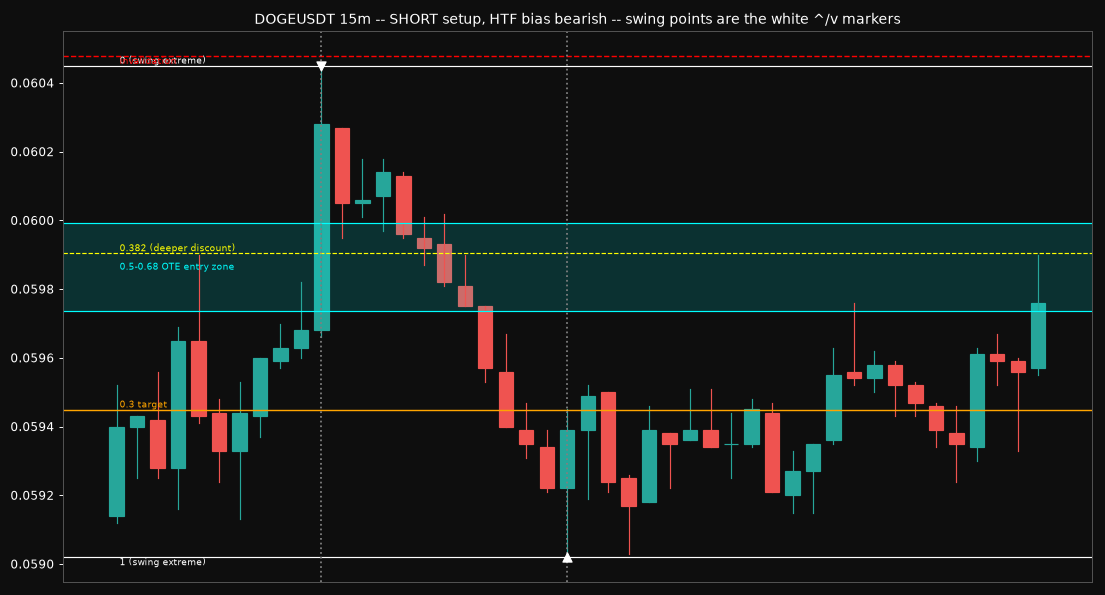 DOGEUSDT 15m -- SHORT setup, HTF bias bearish -- swing points are the white ^/v markers
0 (swing extreme)
0.0604
0.0602
0.0600
0.382 (deeper discount)
0.5-0.68 OTE entry zone
0.0598
0.0596
0.3 target
0.0594
0.0592
0.0590
1 (swing extreme)